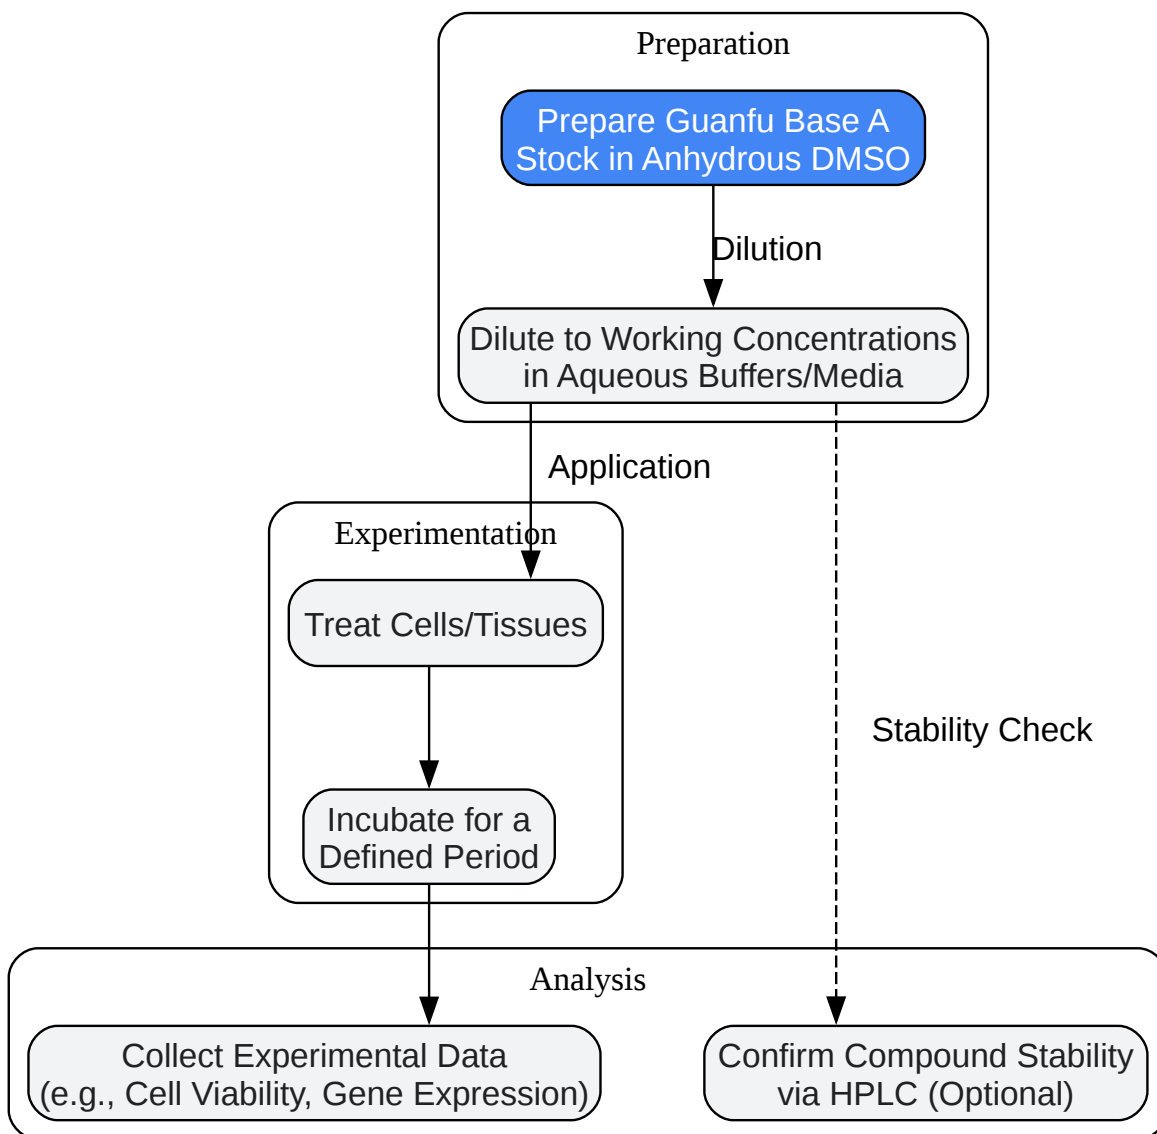 Preparation
Prepare Guanfu Base A
Stock in Anhydrous DMSO
Dilution
Dilute to Working Concentrations
in Aqueous Buffers/Media
Application
Experimentation
Treat Cells/Tissues
Stability Check
Incubate for a
Defined Period
Analysis
Collect Experimental Data
(e.g., Cell Viability, Gene Expression)
Confirm Compound Stability
via HPLC (Optional)